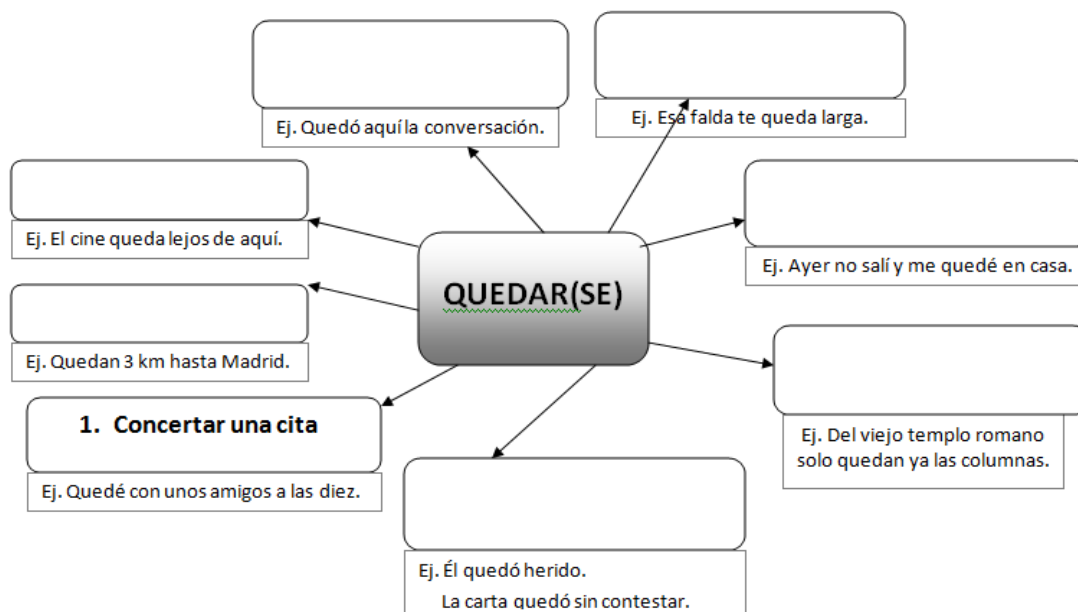 Ej. Quedó aquí la conversación.
Ej. Esa falda te queda larga.
Ej. El cine queda lejos de aquí.
Ej. Ayer no salí y me quedé en casa.
QUEDAR(SE)
Ej. Quedan 3 km hasta Madrid.
1. Concertar una cita
Ej. Quedé con unos amigos a las diez.
Ej. Del viejo templo romano
solo quedan ya las columnas.
Ej. Él quedó herido.
La carta quedó sin contestar.